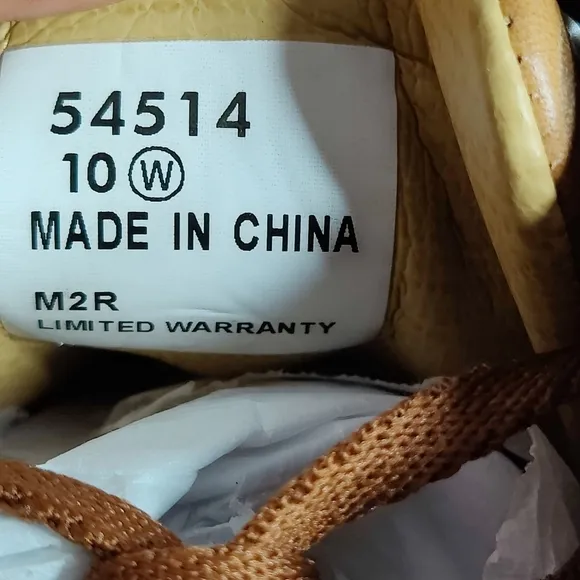 54514
10 W
MADE IN CHINA
M2R
LIMITED WARRANTY